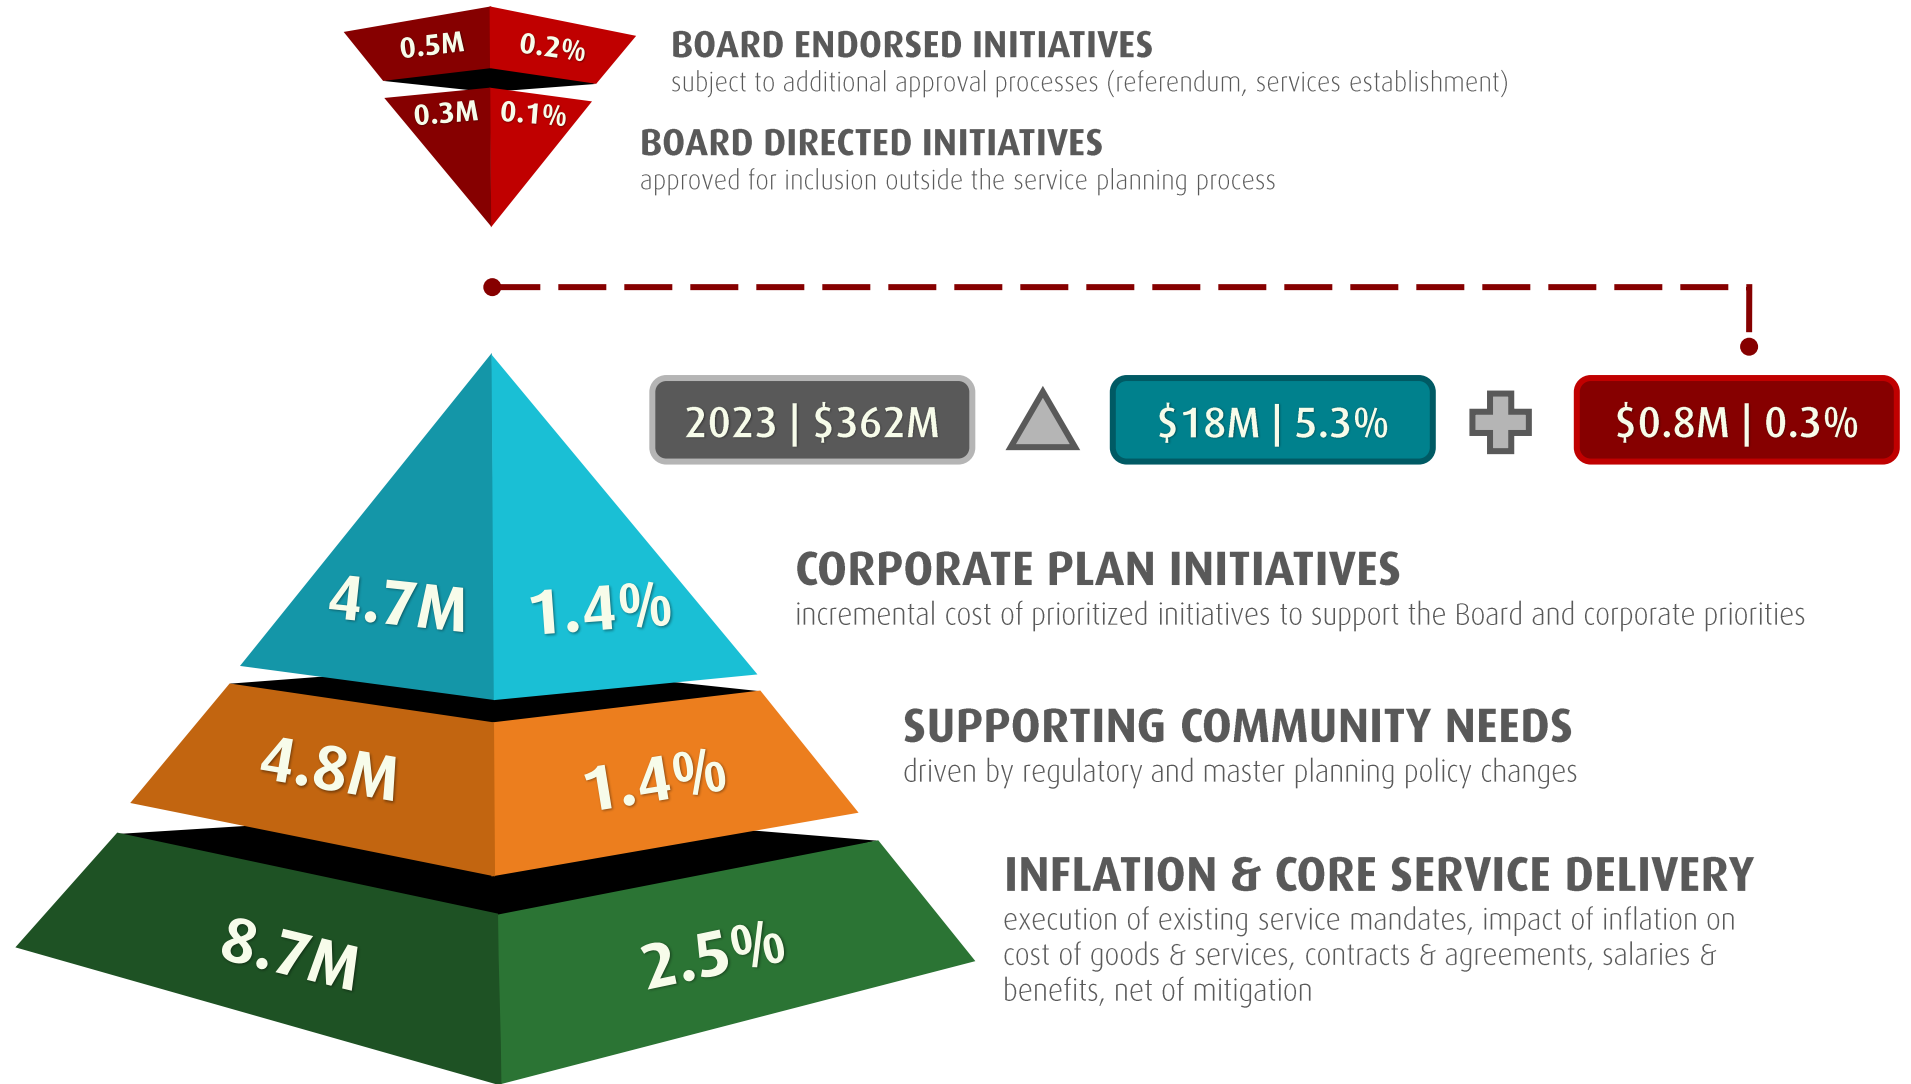 0.5M 0.2%
BOARD ENDORSED INITIATIVES
subject to additional approval processes (referendum, services establishment)
0.3M 0.1%
BOARD DIRECTED INITIATIVES
approved for inclusion outside the service planning process
2023 | $362M
$18M | 5.3%
$0.8M | 0.3%
4.7M 1.4%
CORPORATE PLAN INITIATIVES
incremental cost of prioritized initiatives to support the Board and corporate priorities
4.8M 1.4%
SUPPORTING COMMUNITY NEEDS
driven by regulatory and master planning policy changes
8.7M 2.5%
INFLATION & CORE SERVICE DELIVERY
execution of existing service mandates, impact of inflation on
cost of goods & services, contracts & agreements, salaries &
benefits, net of mitigation